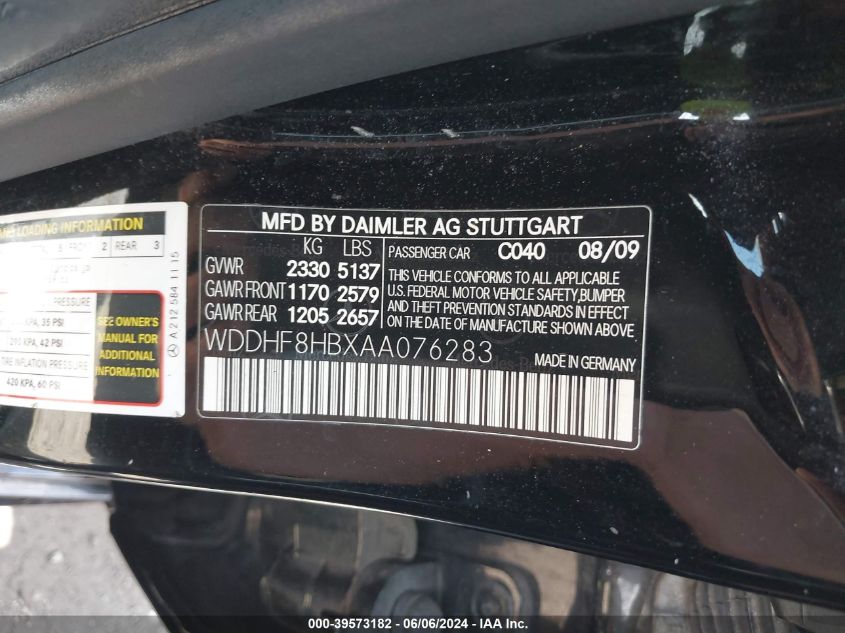 AND LOADING INFORMATION
5 FRONT 2 REAR 3
PRESSURE
KPA, 35 PSI
290 KPA, 42 PSI
TIRE INFLATION PRESSURE
420 KPA, 60 PSI
SEE OWNER'S
MANUAL FOR
ADDITIONAL
INFORMATION
A 212 584 11 15
MFD BY DAIMLER AG STUTTGART
KG LBS
GVWR 2330 5137
GAWR FRONT 1170 2579
GAWR REAR 1205 2657
PASSENGER CAR C040 08/09
THIS VEHICLE CONFORMS TO ALL APPLICABLE
U.S. FEDERAL MOTOR VEHICLE SAFETY,BUMPER
AND THEFT PREVENTION STANDARDS IN EFFECT
ON THE DATE OF MANUFACTURE SHOWN ABOVE.
WDDHF8HBXAA076283
MADE IN GERMANY
000-39573182 - 06/06/2024 - IAA Inc.